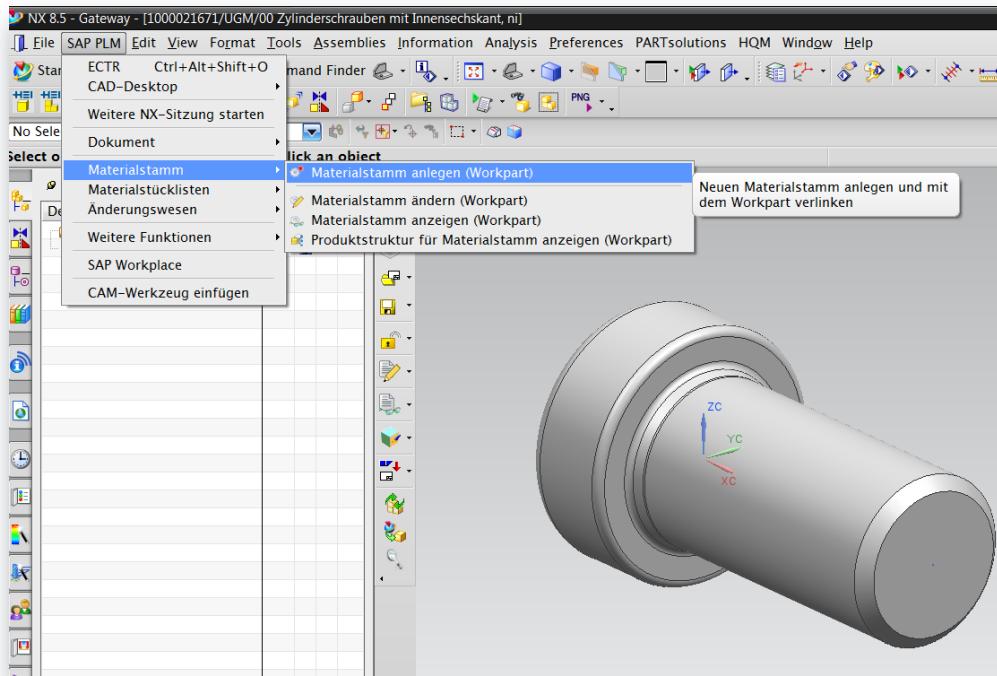 NX 8.5 - Gateway - [1000021671/UGM/00 Zylinderschrauben mit Innensechskant, ni]
File SAP PLM Edit View Format Tools Assemblies Information Analysis Preferences PARTsolutions HQM Window Help
ECTR Ctrl+Alt+Shift+O
CAD-Desktop
Weitere NX-Sitzung starten
Dokument
Materialstamm
Materialstücklisten
Änderungswesen
Weitere Funktionen
SAP Workplace
CAM-Werkzeug einfügen
Finder
PNG
No Sele
Select o
lick an object
Materialstamm anlegen (Workpart)
Materialstamm ändern (Workpart)
Materialstamm anzeigen (Workpart)
Produktstruktur für Materialstamm anzeigen (Workpart)
Neuen Materialstamm anlegen und mit
dem Workpart verlinken
ZC
YC
XC